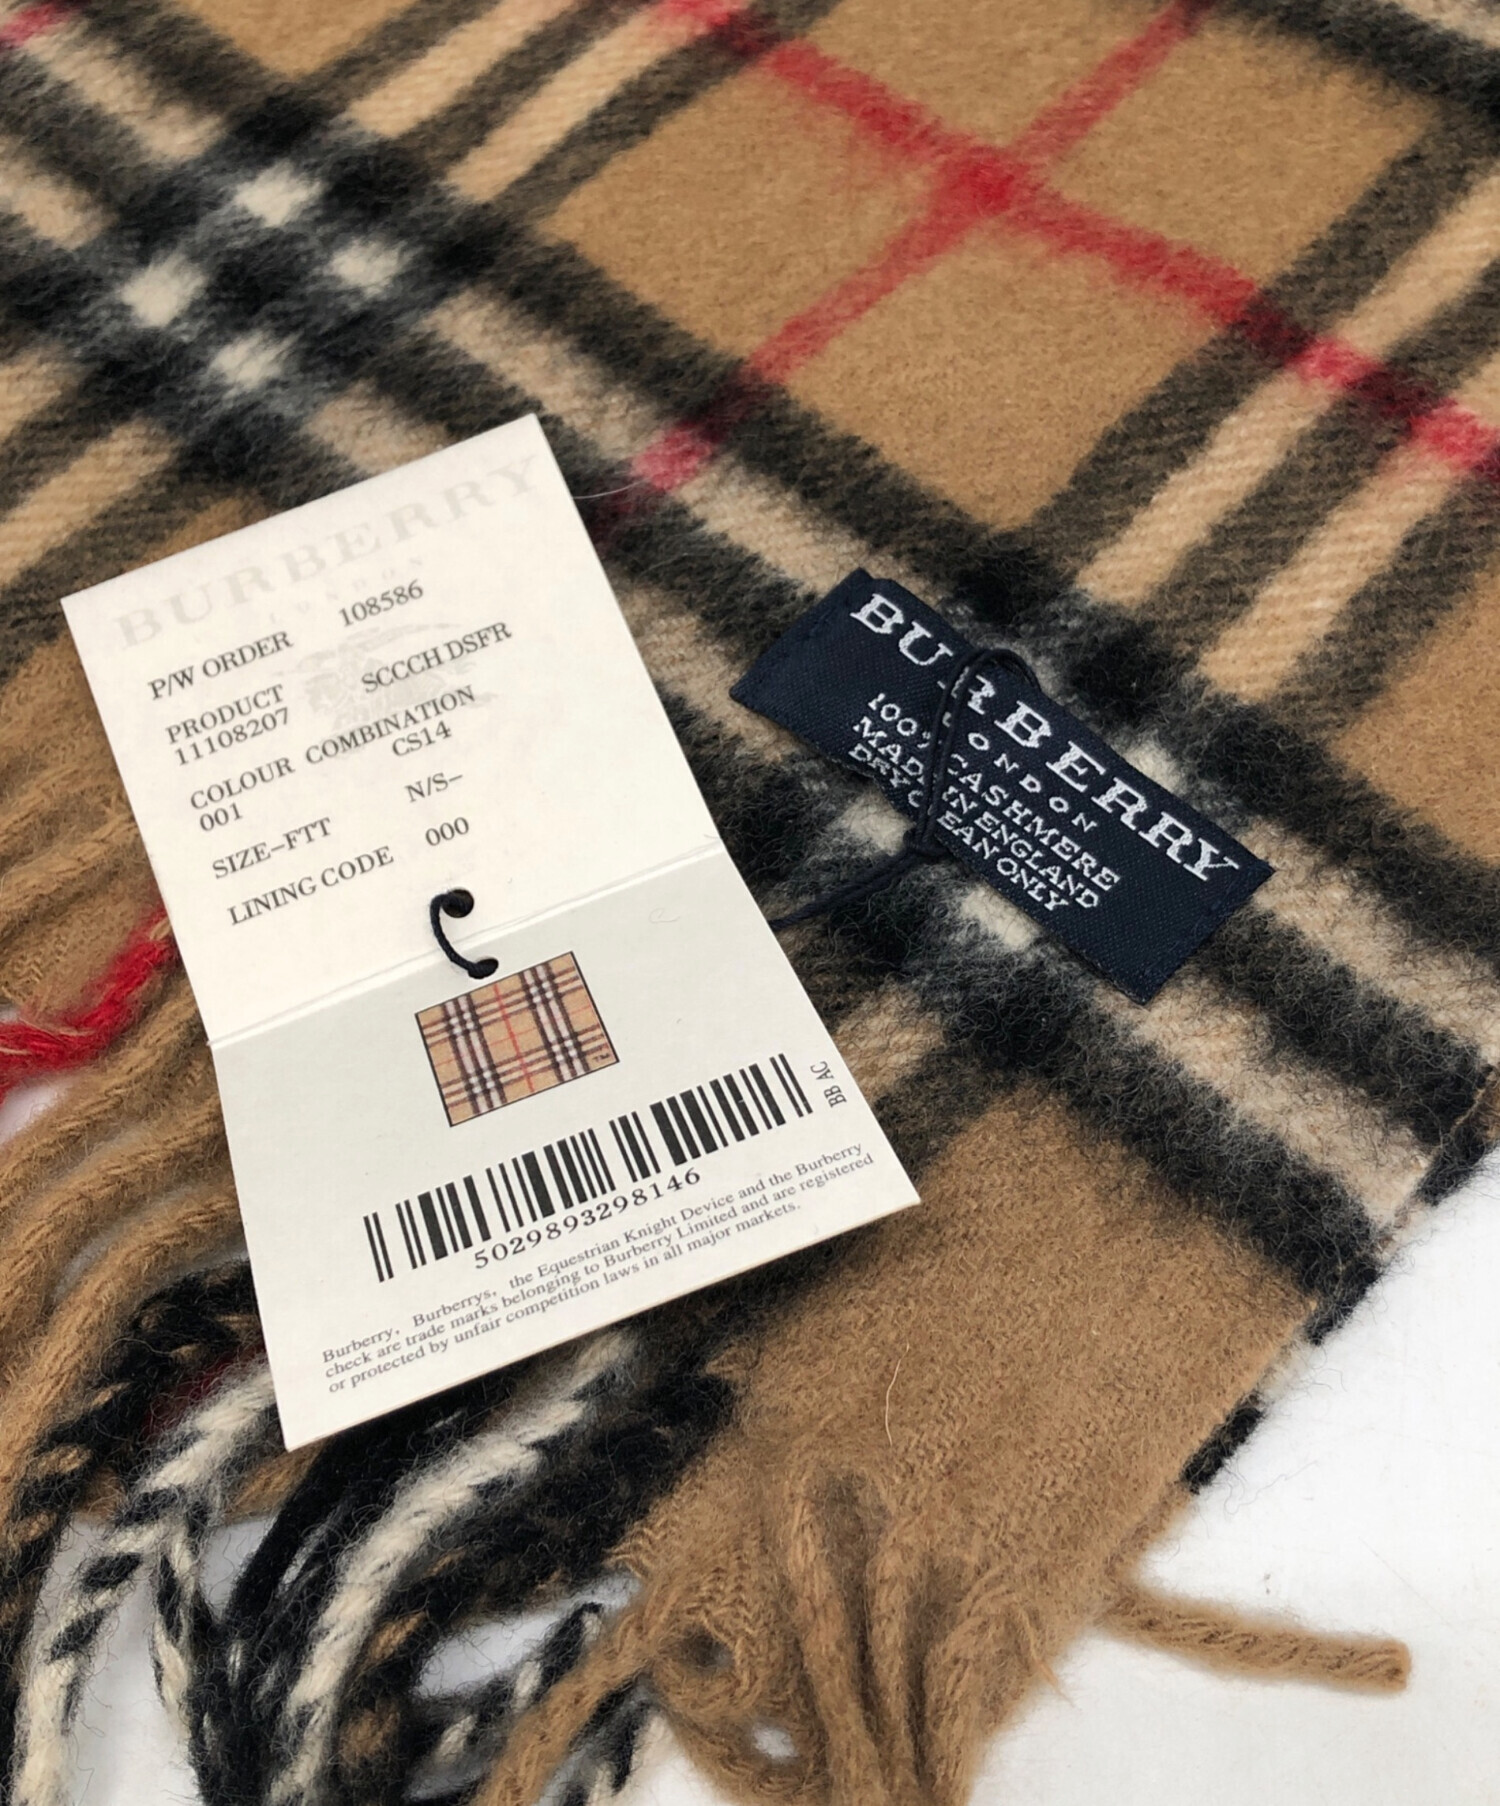 BURBERRY
LONDON
P/W ORDER 108586
PRODUCT SCCCH DSFR
11108207
COLOUR COMBINATION
001 CS14
SIZE-FTT N/S-
LINING CODE 000
TM
BB AC
5029893298146
Burberry, Burberrys, the Equestrian Knight Device and the Burberry
check are trade marks belonging to Burberry Limited and are registered
or protected by unfair competition laws in all major markets.
BURBERRY
LONDON
100% CASHMERE
MADE IN ENGLAND
DRY CLEAN ONLY